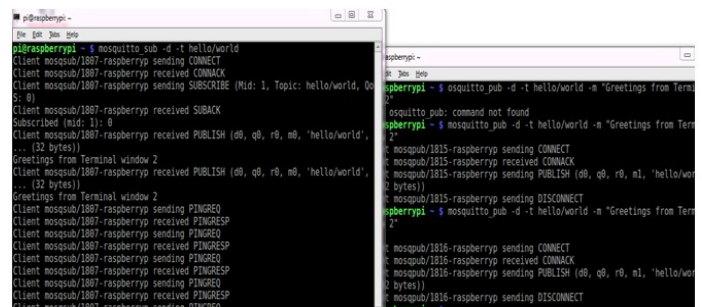 pi@raspberrypi: ~
File Edit Tabs Help
pi@raspberrypi ~ $ mosquitto_sub -d -t hello/world
Client mosqsub/1807-raspberryp sending CONNECT
Client mosqsub/1807-raspberryp received CONNACK
Client mosqsub/1807-raspberryp sending SUBSCRIBE (Mid: 1, Topic: hello/world, Qo
S: 0)
Client mosqsub/1807-raspberryp received SUBACK
Subscribed (mid: 1): 0
Client mosqsub/1807-raspberryp received PUBLISH (d0, q0, r0, m0, 'hello/world',
... (32 bytes))
Greetings from Terminal window 2
Client mosqsub/1807-raspberryp received PUBLISH (d0, q0, r0, m0, 'hello/world',
... (32 bytes))
Greetings from Terminal window 2
Client mosqsub/1807-raspberryp sending PINGREQ
Client mosqsub/1807-raspberryp received PINGRESP
Client mosqsub/1807-raspberryp sending PINGREQ
Client mosqsub/1807-raspberryp received PINGRESP
Client mosqsub/1807-raspberryp sending PINGREQ
Client mosqsub/1807-raspberryp received PINGRESP
Client mosqsub/1807-raspberryp sending PINGREQ
Client mosqsub/1807-raspberryp received PINGRESP
Client mosqsub/1807-raspberryp sending PINGREQ
aspberrypi: ~
dit Tabs Help
spberrypi ~ $ osquitto_pub -d -t hello/world -m "Greetings from Termi
2"
osquitto_pub: command not found
spberrypi ~ $ mosquitto_pub -d -t hello/world -m "Greetings from Term
2"
t mosqpub/1815-raspberryp sending CONNECT
t mosqpub/1815-raspberryp received CONNACK
t mosqpub/1815-raspberryp sending PUBLISH (d0, q0, r0, m1, 'hello/wor
2 bytes))
t mosqpub/1815-raspberryp sending DISCONNECT
spberrypi ~ $ mosquitto_pub -d -t hello/world -m "Greetings from Term
2"
t mosqpub/1816-raspberryp sending CONNECT
t mosqpub/1816-raspberryp received CONNACK
t mosqpub/1816-raspberryp sending PUBLISH (d0, q0, r0, m1, 'hello/wor
2 bytes))
t mosqpub/1816-raspberryp sending DISCONNECT